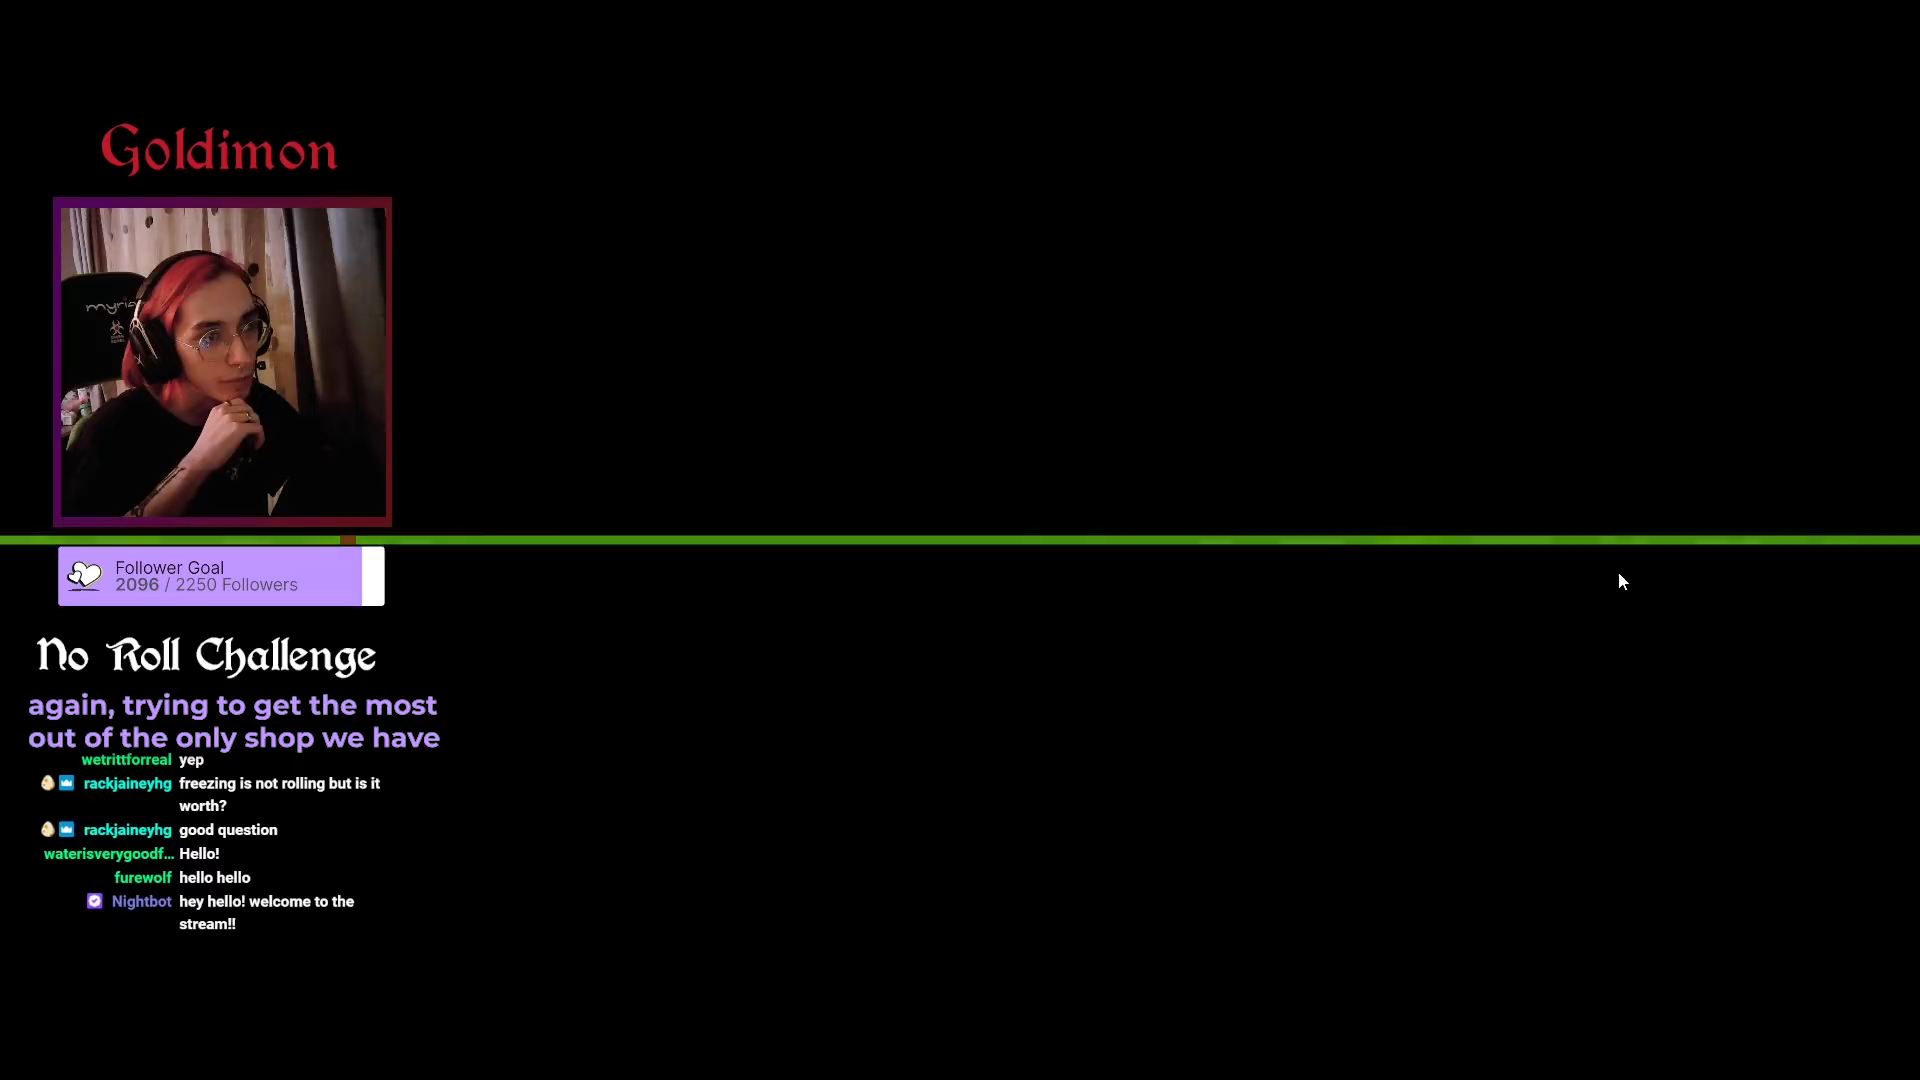 Goldimon
Follower Goal
2096 / 2250 Followers
No Roll Challenge
again, trying to get the most
out of the only shop we have
wetrittforreal yep
rackjaineyhg freezing is not rolling but is it
worth?
rackjaineyhg good question
waterisverygoodf... Hello!
furewolf hello hello
Nightbot hey hello! welcome to the
stream!!